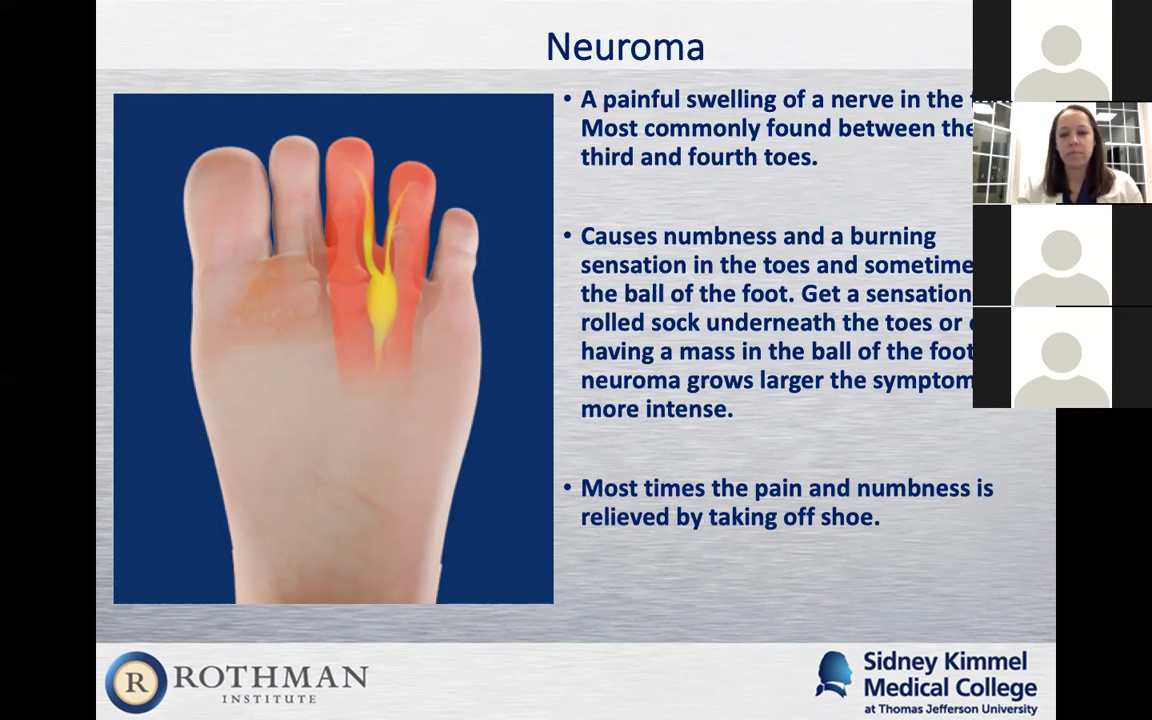 Neuroma
• A painful swelling of a nerve in the
Most commonly found between the
third and fourth toes.
• Causes numbness and a burning
sensation in the toes and sometime
the ball of the foot. Get a sensation
rolled sock underneath the toes or
having a mass in the ball of the foot
neuroma grows larger the symptom
more intense.
• Most times the pain and numbness is
relieved by taking off shoe.
R ROTHMAN
INSTITUTE
Sidney Kimmel
Medical College
at Thomas Jefferson University